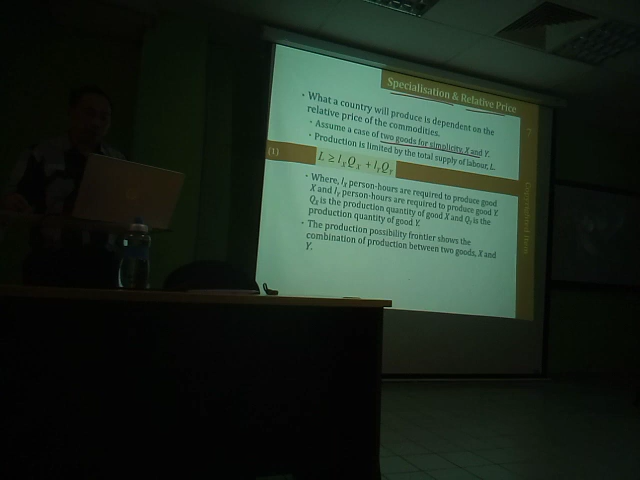 Specialisation & Relative Price
7
• What a country will produce is dependent on the
relative price of the commodities.
• Assume a case of two goods for simplicity, X and Y.
• Production is limited by the total supply of labour, L.
(1)
L ≥ lXQX + lYQY
• Where, lX person-hours are required to produce good
X and lY person-hours are required to produce good Y.
QX is the production quantity of good X and QY is the
production quantity of good Y.
• The production possibility frontier shows the
combination of production between two goods, X and
Y.